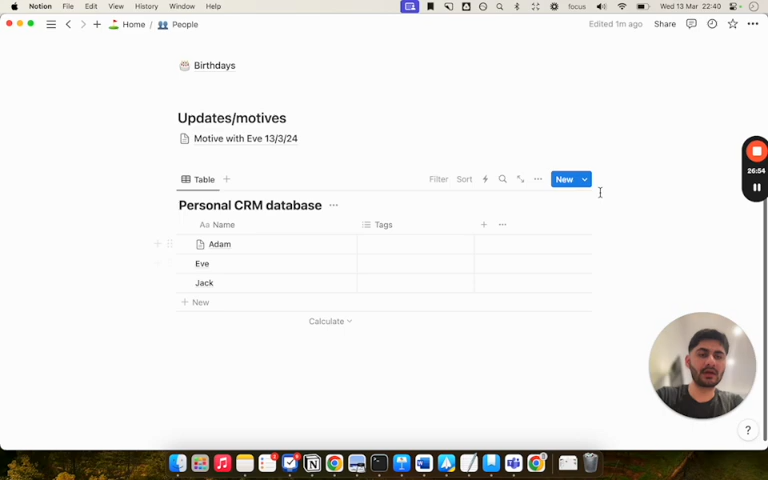 Notion File Edit View History Window Help focus Wed 13 Mar 22:40
Home / People Edited 1m ago Share
Birthdays
Updates/motives
Motive with Eve 13/3/24
Table Filter Sort New
26:54
Personal CRM database
Aa Name Tags
Adam
Eve
Jack
+ New
Calculate
?